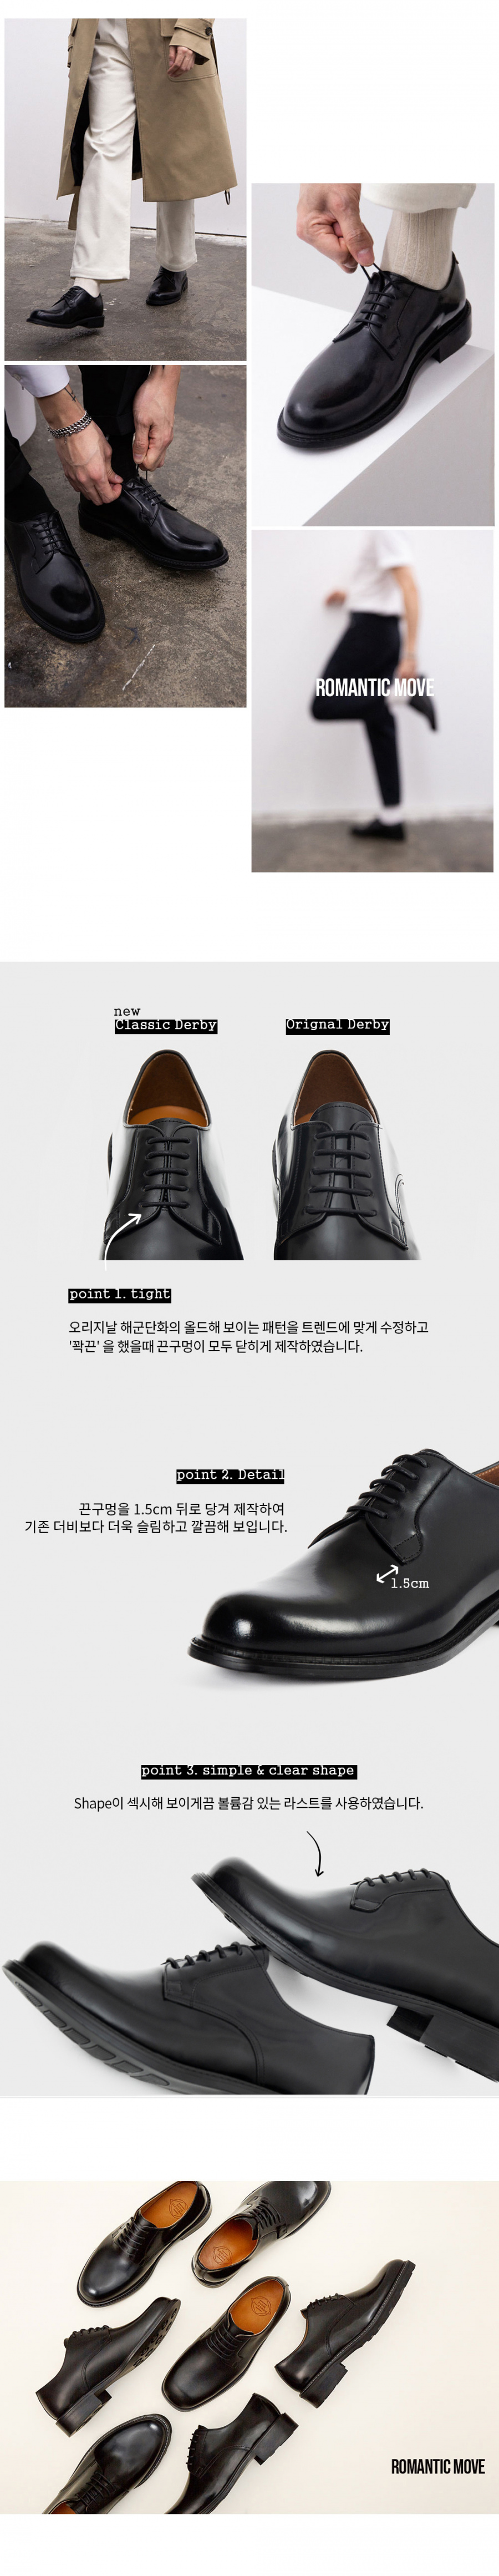 ROMANTIC MOVE
new
Classic Derby
Orignal Derby
point 1. tight
오리지날 해군단화의 올드해 보이는 패턴을 트렌드에 맞게 수정하고
'꽉끈' 을 했을때 끈구멍이 모두 닫히게 제작하였습니다.
point 2. Detail
끈구멍을 1.5cm 뒤로 당겨 제작하여
기존 더비보다 더욱 슬림하고 깔끔해 보입니다.
1.5cm
point 3. simple & clear shape
Shape이 섹시해 보이게끔 볼륨감 있는 라스트를 사용하였습니다.
ROMANTIC MOVE